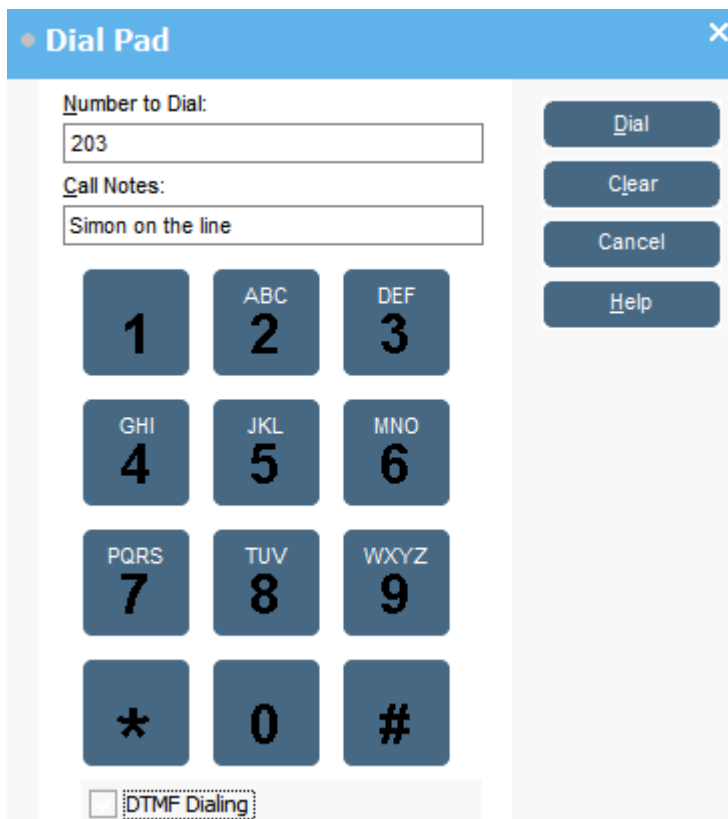 Dial Pad
Number to Dial:
203
Call Notes:
Simon on the line
Dial
Clear
Cancel
Help
1
ABC
2
DEF
3
GHI
4
JKL
5
MNO
6
PQRS
7
TUV
8
WXYZ
9
*
0
#
DTMF Dialing